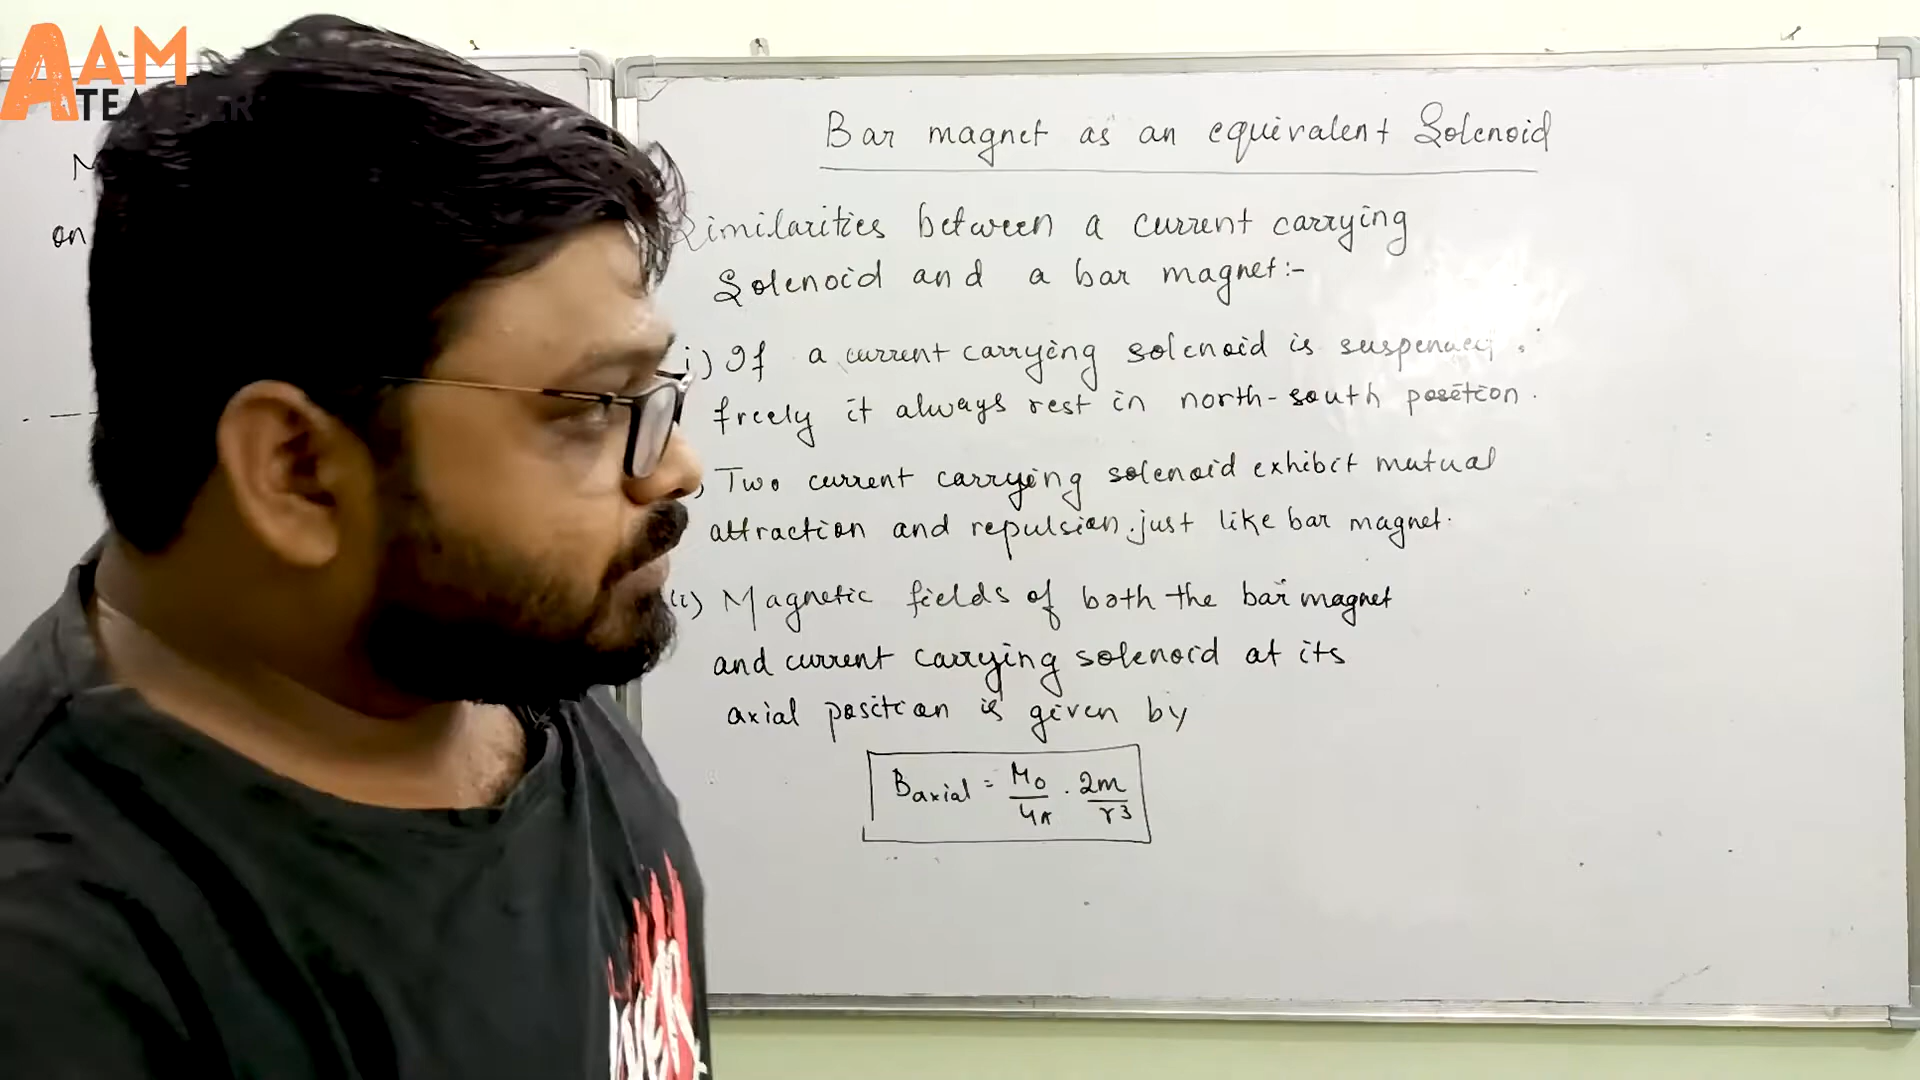 AAM
TEACHER
on
Bar magnet as an equivalent Solenoid
Similarities between a current carrying
Solenoid and a bar magnet:-
i) If a current carrying solenoid is suspended
freely it always rest in north-south position.
) Two current carrying solenoid exhibit mutual
attraction and repulsion just like bar magnet.
ii) Magnetic fields of both the bar magnet
and current carrying solenoid at its
axial position is given by
Baxial = μ0/4π . 2m/r³